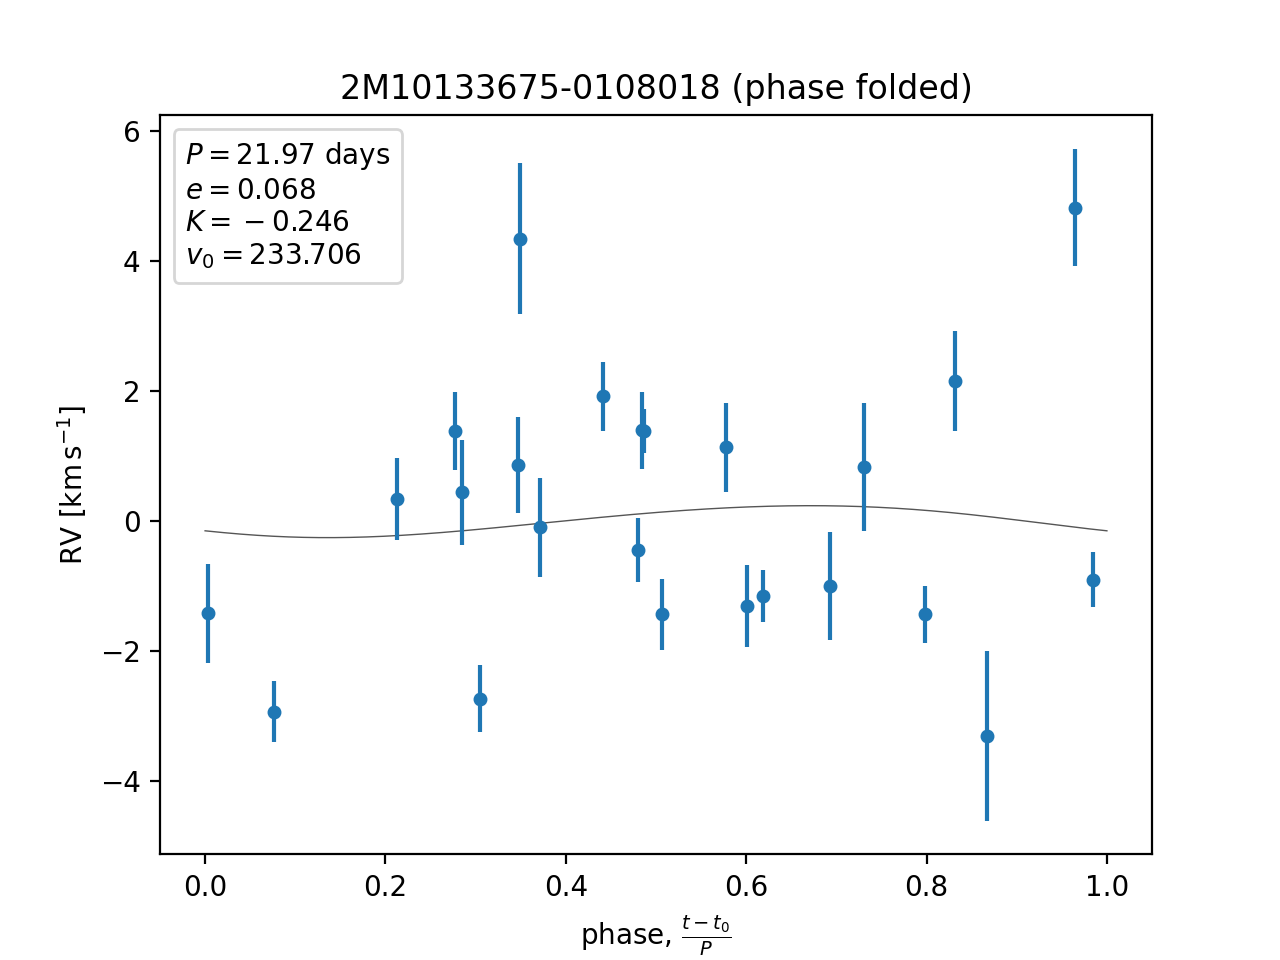 2M10133675-0108018 (phase folded)
P = 21.97 days
e = 0.068
K = −0.246
v₀ = 233.706
6
4
2
0
−2
−4
RV [km s⁻¹]
0.0 0.2 0.4 0.6 0.8 1.0
phase, (t − t₀)/P